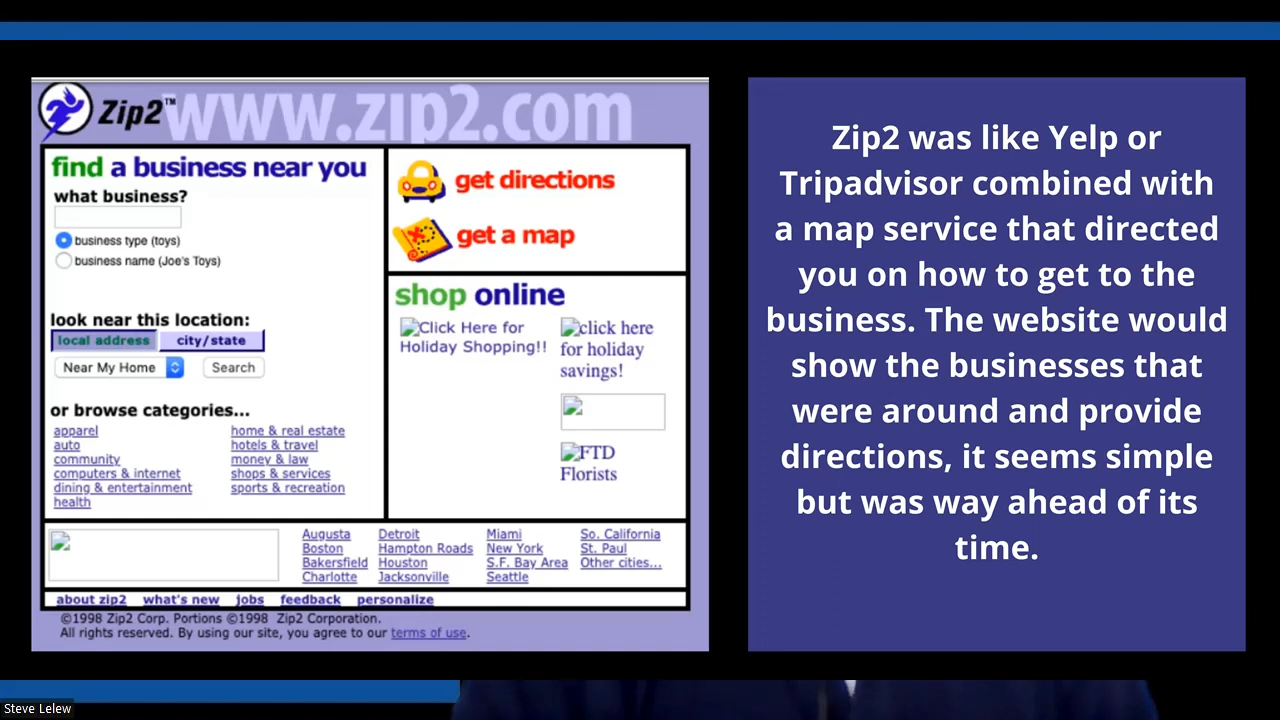 Zip2™
www.zip2.com
find a business near you
what business?
business type (toys)
business name (Joe's Toys)
look near this location:
local address
city/state
Near My Home
Search
or browse categories...
apparel
auto
community
computers & internet
dining & entertainment
health
home & real estate
hotels & travel
money & law
shops & services
sports & recreation
get directions
get a map
shop online
Click Here for
Holiday Shopping!!
click here
for holiday
savings!
FTD
Florists
Augusta
Boston
Bakersfield
Charlotte
Detroit
Hampton Roads
Houston
Jacksonville
Miami
New York
S.F. Bay Area
Seattle
So. California
St. Paul
Other cities...
about zip2 what's new jobs feedback personalize
©1998 Zip2 Corp. Portions ©1998 Zip2 Corporation.
All rights reserved. By using our site, you agree to our terms of use.
Zip2 was like Yelp or
Tripadvisor combined with
a map service that directed
you on how to get to the
business. The website would
show the businesses that
were around and provide
directions, it seems simple
but was way ahead of its
time.
Steve Lelew